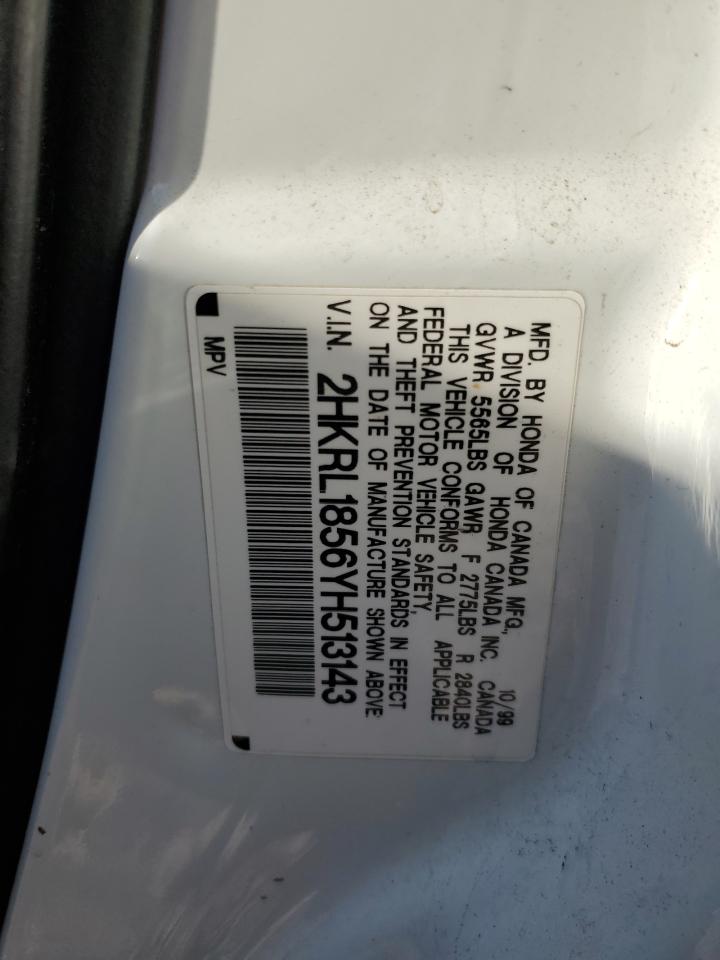 MFD. BY HONDA OF CANADA MFG., 10/99
A DIVISION OF HONDA CANADA INC. CANADA
GVWR 5565LBS GAWR F 2775LBS R 2840LBS
THIS VEHICLE CONFORMS TO ALL APPLICABLE
FEDERAL MOTOR VEHICLE SAFETY,
AND THEFT PREVENTION STANDARDS IN EFFECT
ON THE DATE OF MANUFACTURE SHOWN ABOVE
V.I.N. 2HKRL1856YH513143
MPV